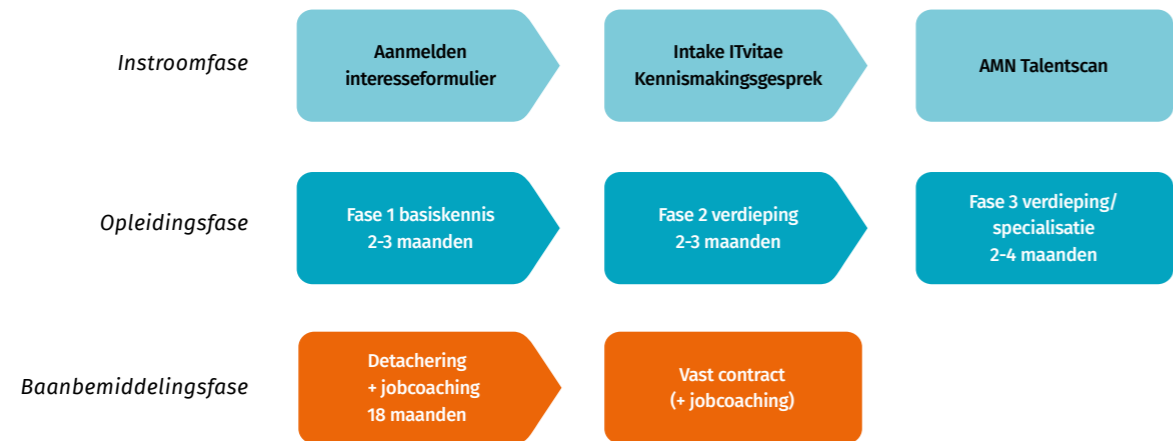 Instroomfase
Aanmelden
interesseformulier
Intake ITvitae
Kennismakingsgesprek
AMN Talentscan
Opleidingsfase
Fase 1 basiskennis
2-3 maanden
Fase 2 verdieping
2-3 maanden
Fase 3 verdieping/
specialisatie
2-4 maanden
Baanbemiddelingsfase
Detachering
+ jobcoaching
18 maanden
Vast contract
(+ jobcoaching)